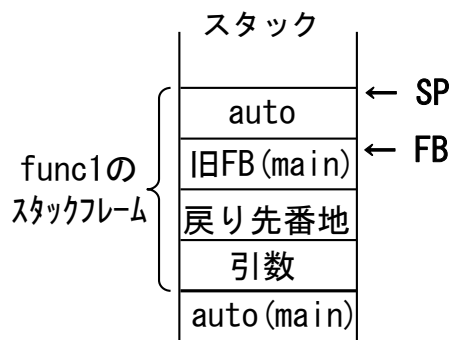 スタック
← SP
auto
← FB
旧FB(main)
func1の
スタックフレーム
戻り先番地
引数
auto(main)